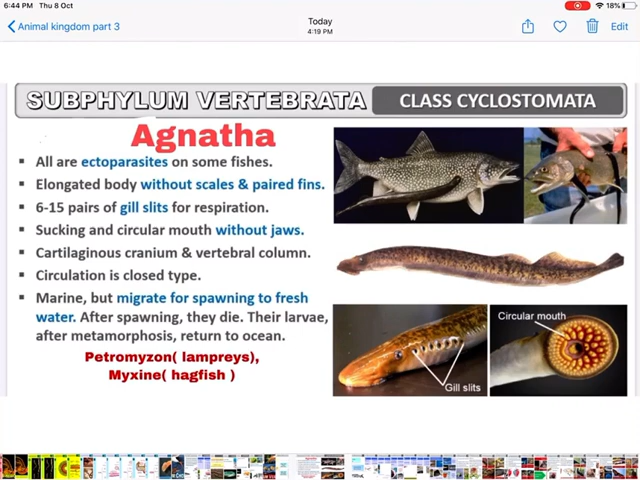 6:44 PM Thu 8 Oct
18%
Animal kingdom part 3
Today
4:19 PM
Edit
SUBPHYLUM VERTEBRATA
CLASS CYCLOSTOMATA
Agnatha
▪ All are ectoparasites on some fishes.
▪ Elongated body without scales & paired fins.
▪ 6-15 pairs of gill slits for respiration.
▪ Sucking and circular mouth without jaws.
▪ Cartilaginous cranium & vertebral column.
▪ Circulation is closed type.
▪ Marine, but migrate for spawning to fresh
water. After spawning, they die. Their larvae,
after metamorphosis, return to ocean.
Petromyzon( lampreys),
Myxine( hagfish )
Gill slits
Circular mouth